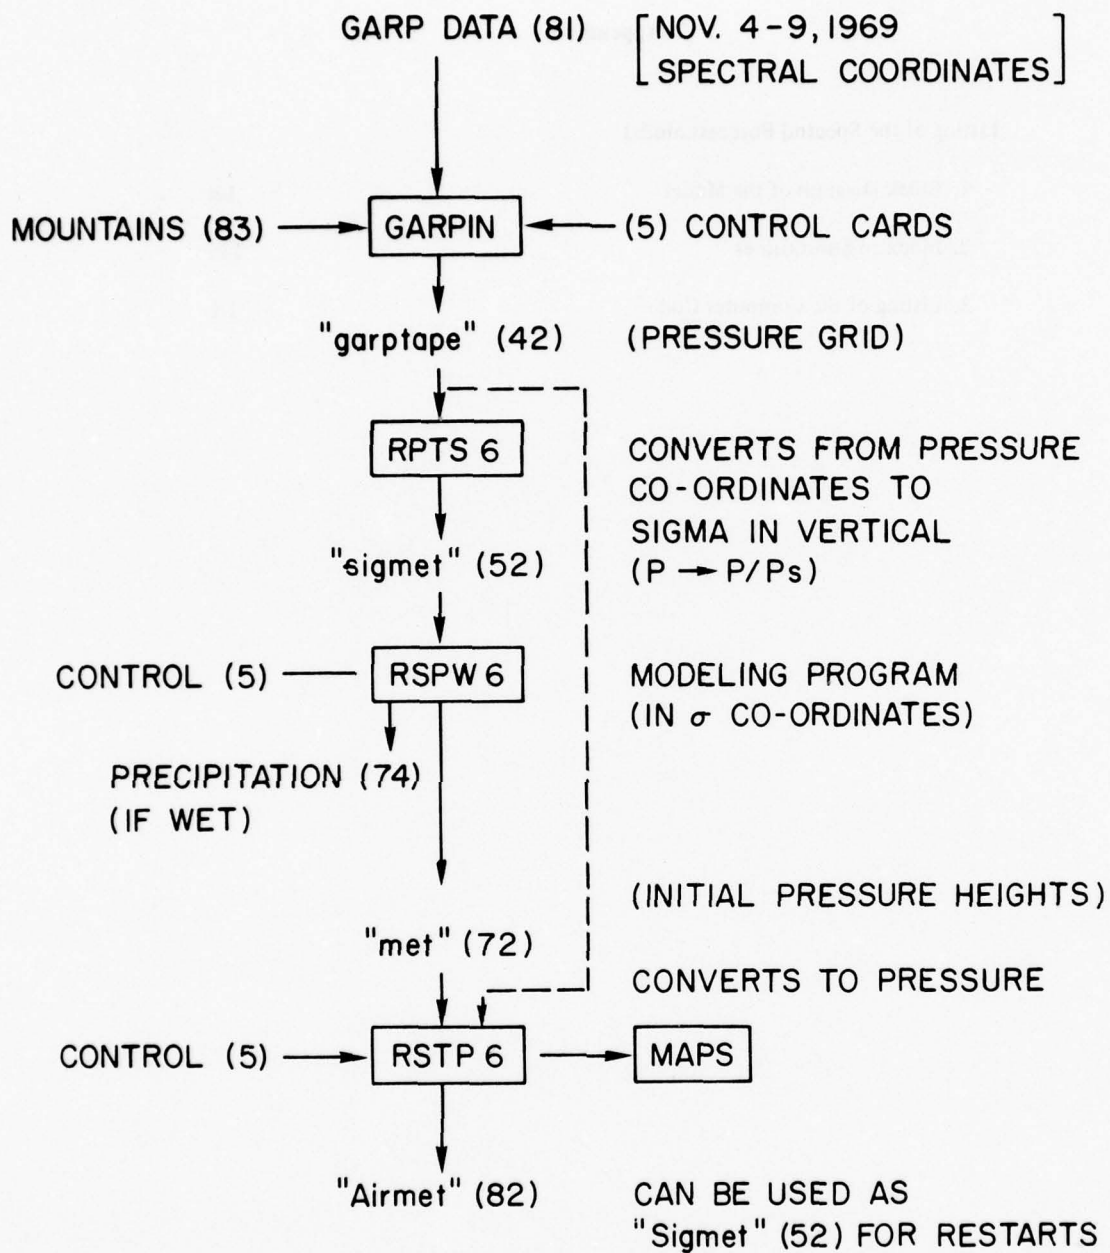 GARP DATA (81)
[NOV. 4-9, 1969
SPECTRAL COORDINATES]
MOUNTAINS (83)
GARPIN
(5) CONTROL CARDS
"garptape" (42)
(PRESSURE GRID)
RPTS 6
CONVERTS FROM PRESSURE
CO-ORDINATES TO
SIGMA IN VERTICAL
(P → P/Ps)
"sigmet" (52)
CONTROL (5)
RSPW 6
MODELING PROGRAM
(IN σ CO-ORDINATES)
PRECIPITATION (74)
(IF WET)
(INITIAL PRESSURE HEIGHTS)
"met" (72)
CONVERTS TO PRESSURE
CONTROL (5)
RSTP 6
MAPS
"Airmet" (82)
CAN BE USED AS
"Sigmet" (52) FOR RESTARTS